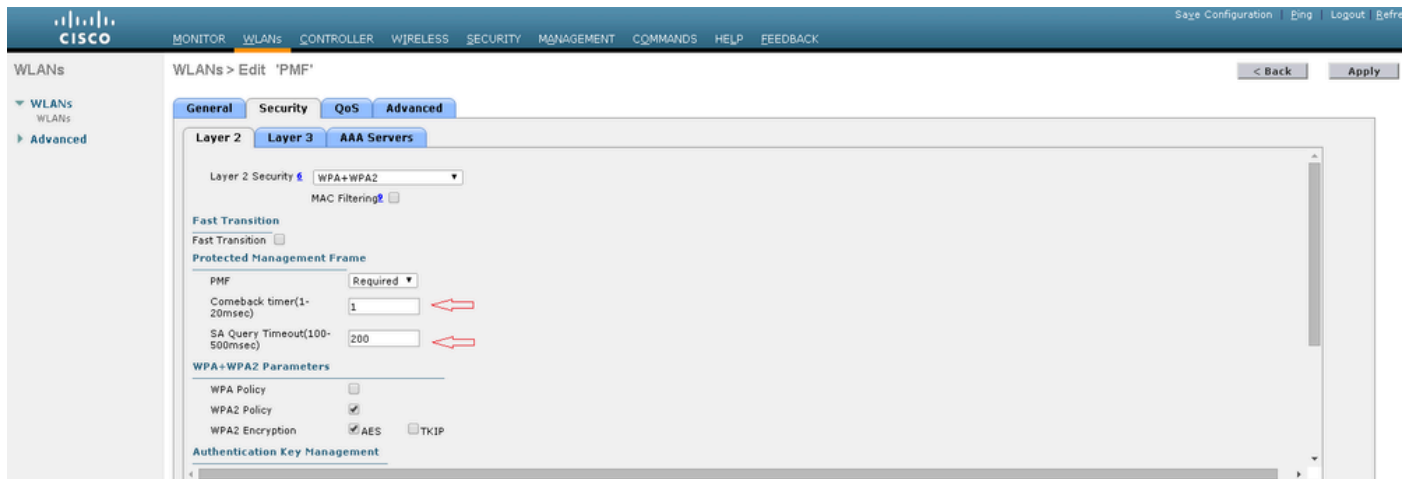 Save Configuration | Ping | Logout | Refre
CISCO
MONITOR WLANs CONTROLLER WIRELESS SECURITY MANAGEMENT COMMANDS HELP FEEDBACK
WLANs
WLANs > Edit 'PMF'
< Back
Apply
WLANs
WLANs
Advanced
General Security QoS Advanced
Layer 2 Layer 3 AAA Servers
Layer 2 Security 6 WPA+WPA2
MAC Filtering 9
Fast Transition
Fast Transition
Protected Management Frame
PMF Required
Comeback timer(1-
20msec) 1
SA Query Timeout(100-
500msec) 200
WPA+WPA2 Parameters
WPA Policy
WPA2 Policy
WPA2 Encryption AES TKIP
Authentication Key Management